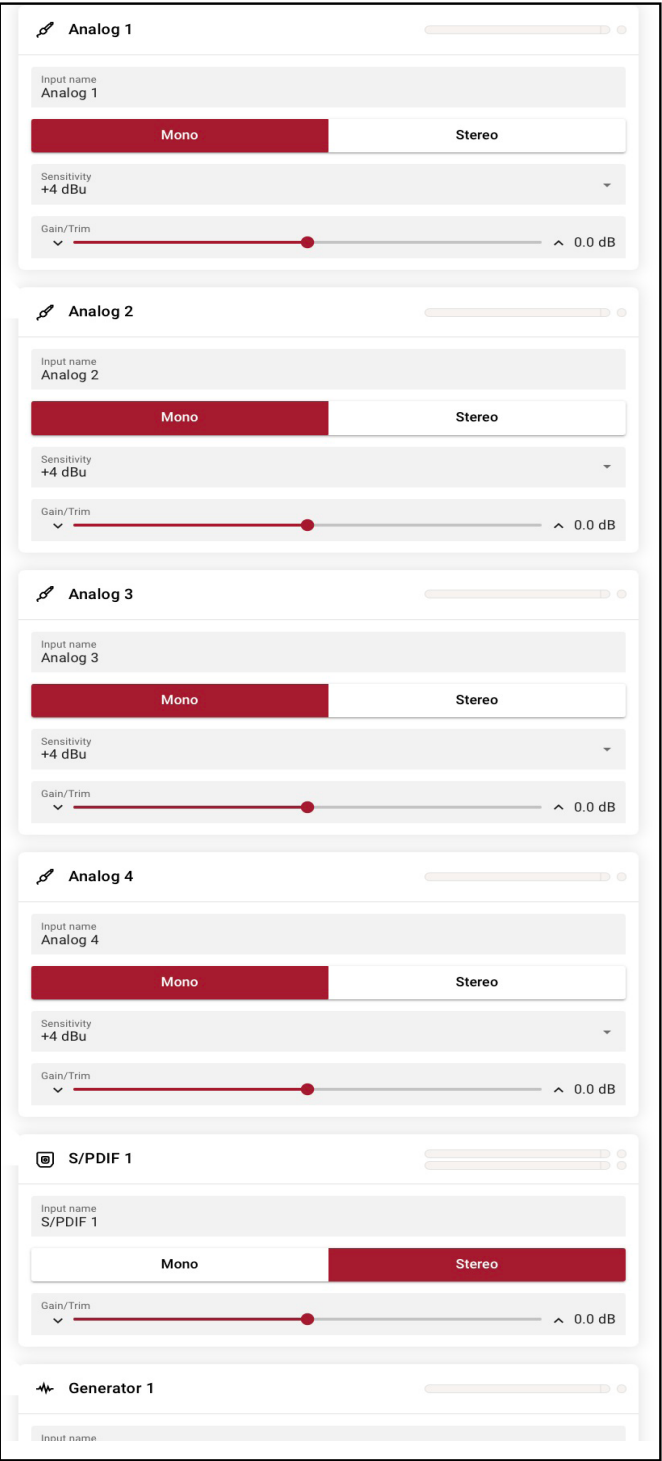 Analog 1
Input name
Analog 1
Mono Stereo
Sensitivity
+4 dBu
Gain/Trim
0.0 dB
Analog 2
Input name
Analog 2
Mono Stereo
Sensitivity
+4 dBu
Gain/Trim
0.0 dB
Analog 3
Input name
Analog 3
Mono Stereo
Sensitivity
+4 dBu
Gain/Trim
0.0 dB
Analog 4
Input name
Analog 4
Mono Stereo
Sensitivity
+4 dBu
Gain/Trim
0.0 dB
S/PDIF 1
Input name
S/PDIF 1
Mono Stereo
Gain/Trim
0.0 dB
Generator 1
Input name